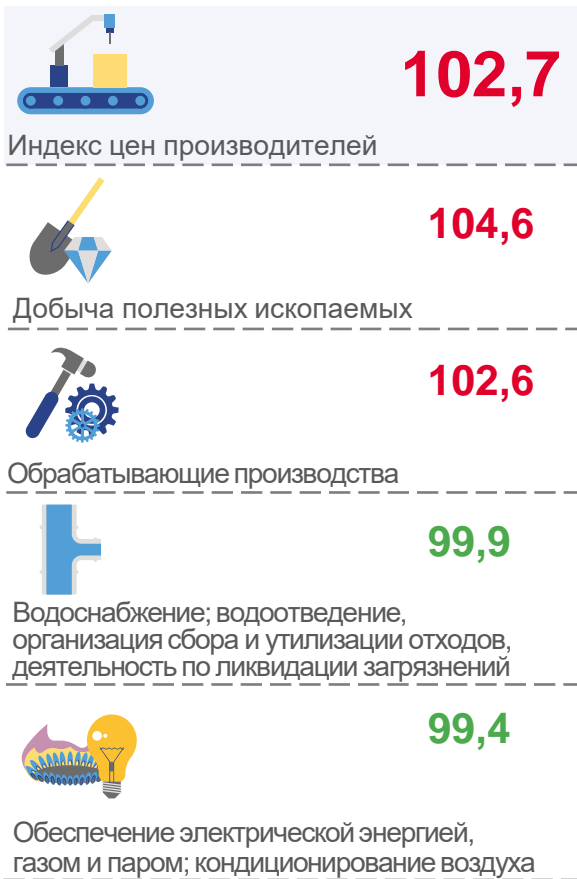 102,7
Индекс цен производителей
104,6
Добыча полезных ископаемых
102,6
Обрабатывающие производства
99,9
Водоснабжение; водоотведение,
организация сбора и утилизации отходов,
деятельность по ликвидации загрязнений
99,4
Обеспечение электрической энергией,
газом и паром; кондиционирование воздуха